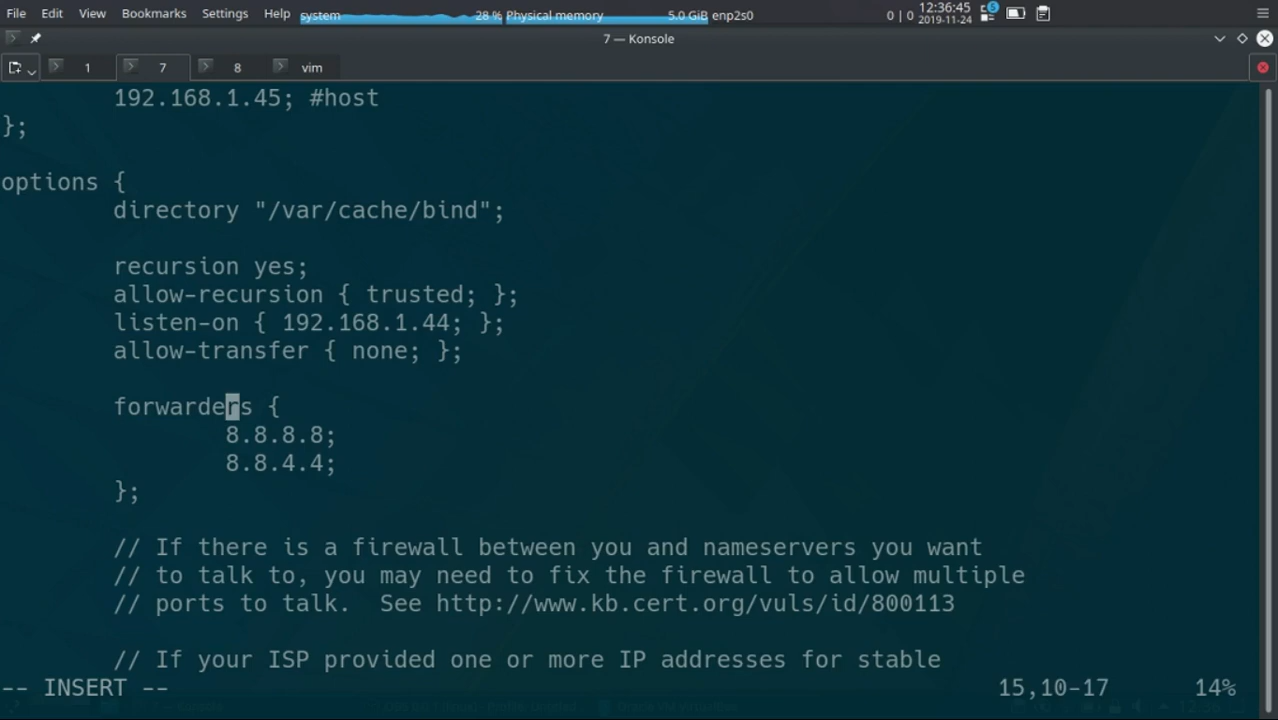 File Edit View Bookmarks Settings Help system 28 % Physical memory 5.0 GiB enp2s0 0 | 0 12:36:45 5
2019-11-24
7 — Konsole
1 7 8 vim
192.168.1.45; #host
};
options {
directory "/var/cache/bind";
recursion yes;
allow-recursion { trusted; };
listen-on { 192.168.1.44; };
allow-transfer { none; };
forwarders {
8.8.8.8;
8.8.4.4;
};
// If there is a firewall between you and nameservers you want
// to talk to, you may need to fix the firewall to allow multiple
// ports to talk.  See http://www.kb.cert.org/vuls/id/800113
// If your ISP provided one or more IP addresses for stable
-- INSERT -- 15,10-17 14%